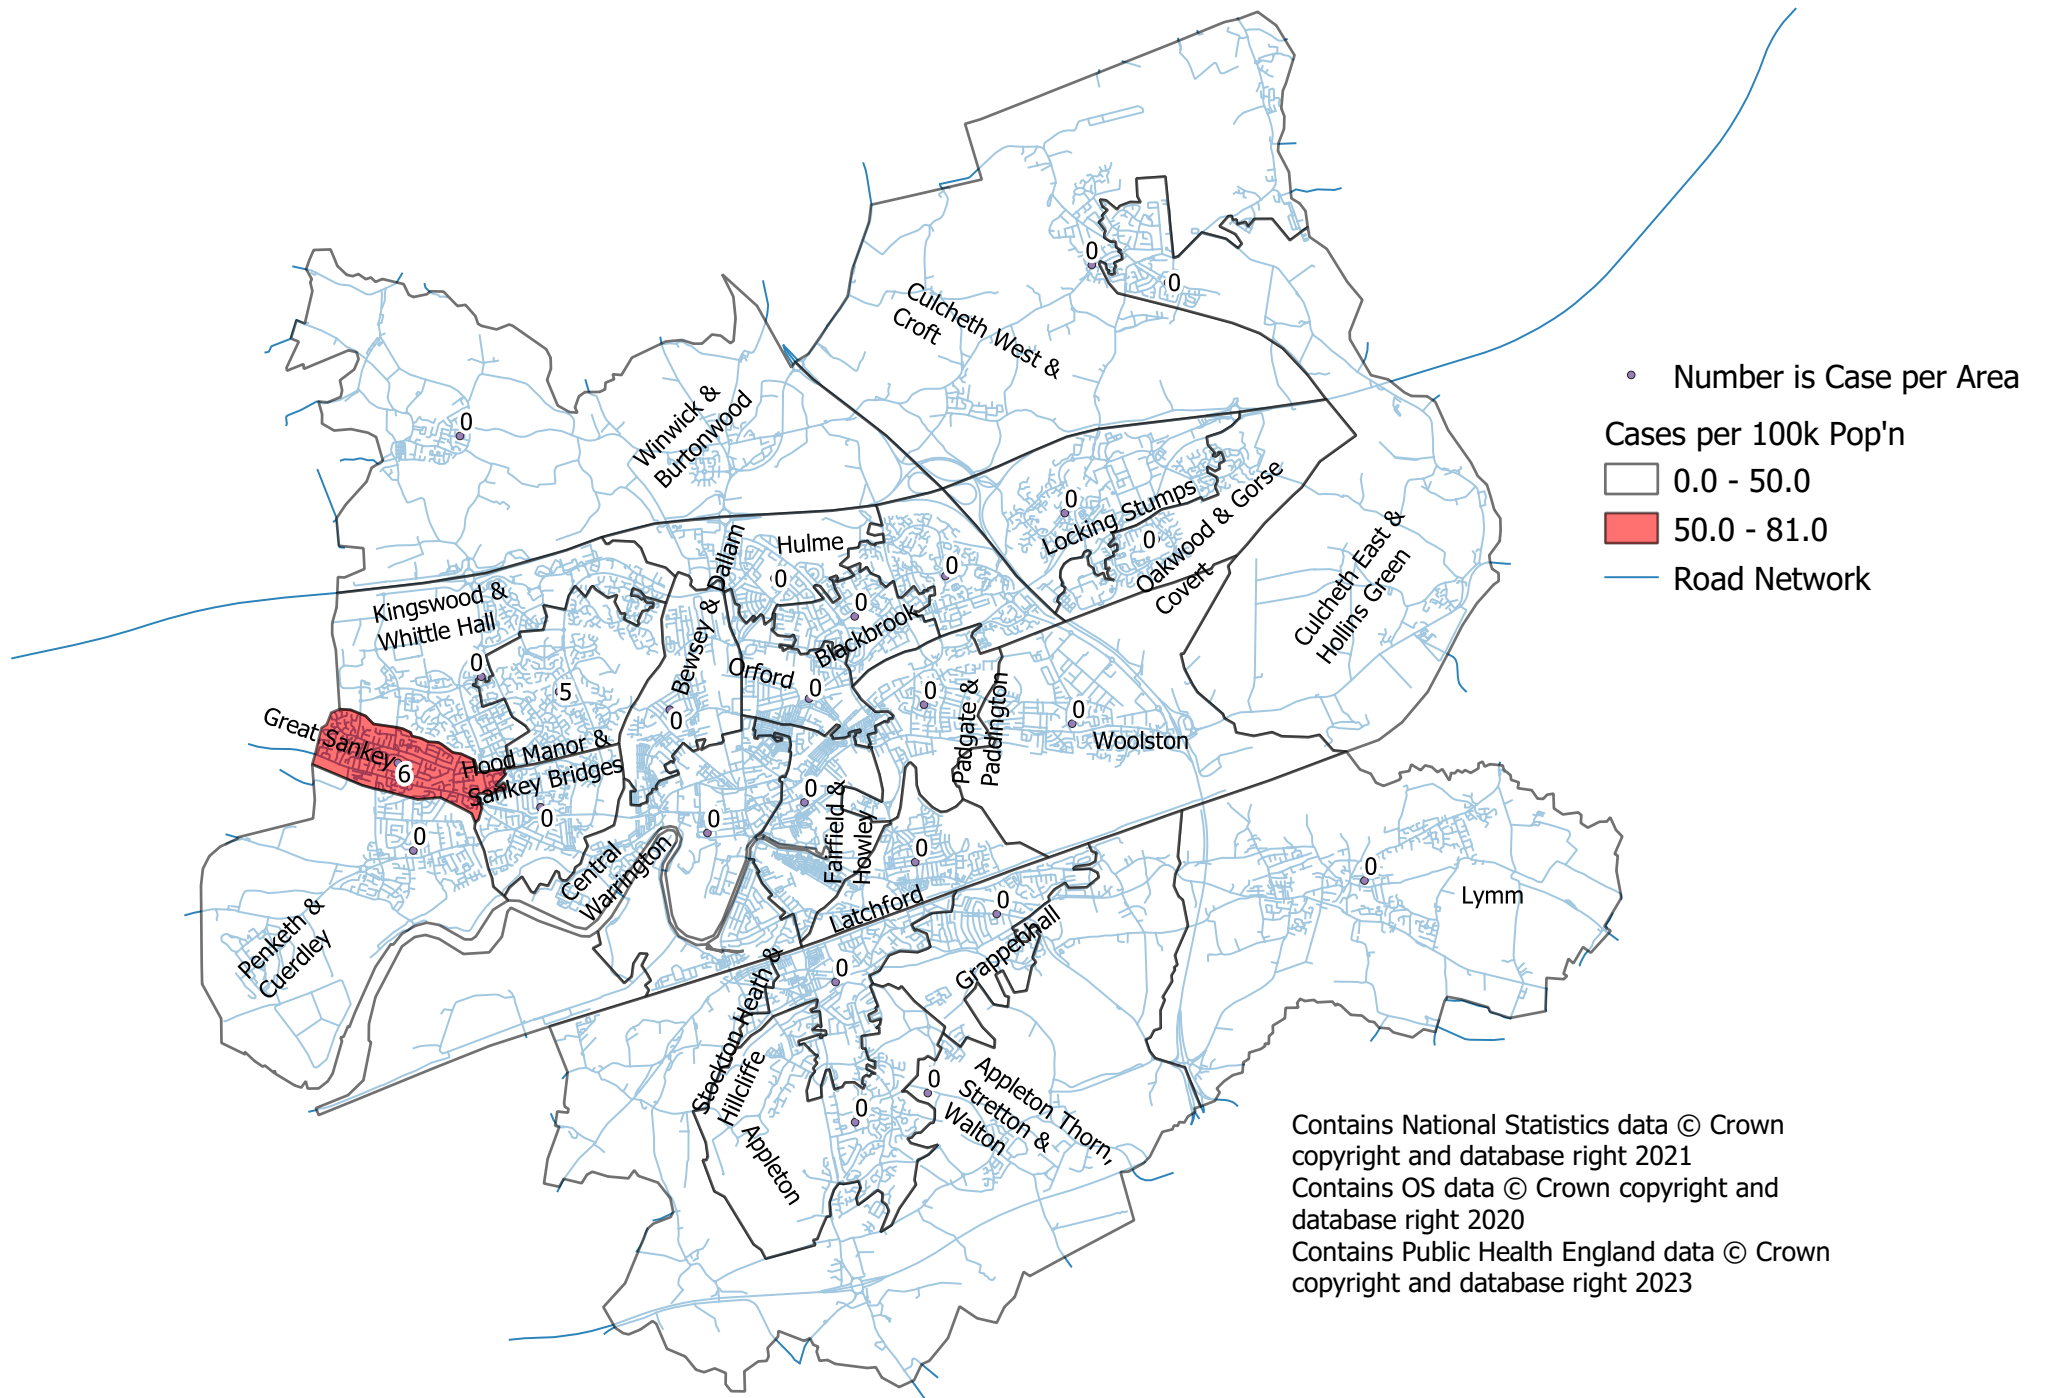 0
0
Culcheth West &
Croft
Number is Case per Area
Cases per 100k Pop'n
0.0 - 50.0
50.0 - 81.0
Road Network
0
Winwick &
Burtonwood
0
Locking Stumps
0
Oakwood & Gorse
Covert
Culcheth East &
Hollins Green
Hulme
0
0
0
Blackbrook
Kingswood &
Whittle Hall
0
5
Bewsey & Dallam
0
Orford
0
0
Padgate &
Paddington
0
Woolston
Great Sankey
6
Hood Manor &
Sankey Bridges
0
0
Penketh &
Cuerdley
Central
Warrington
0
0
Fairfield &
Howley
0
Latchford
0
Grappenhall
0
Lymm
0
Stockton Heath &
Hillcliffe
0
Appleton
0
Appleton Thorn,
Stretton &
Walton
Contains National Statistics data © Crown
copyright and database right 2021
Contains OS data © Crown copyright and
database right 2020
Contains Public Health England data © Crown
copyright and database right 2023